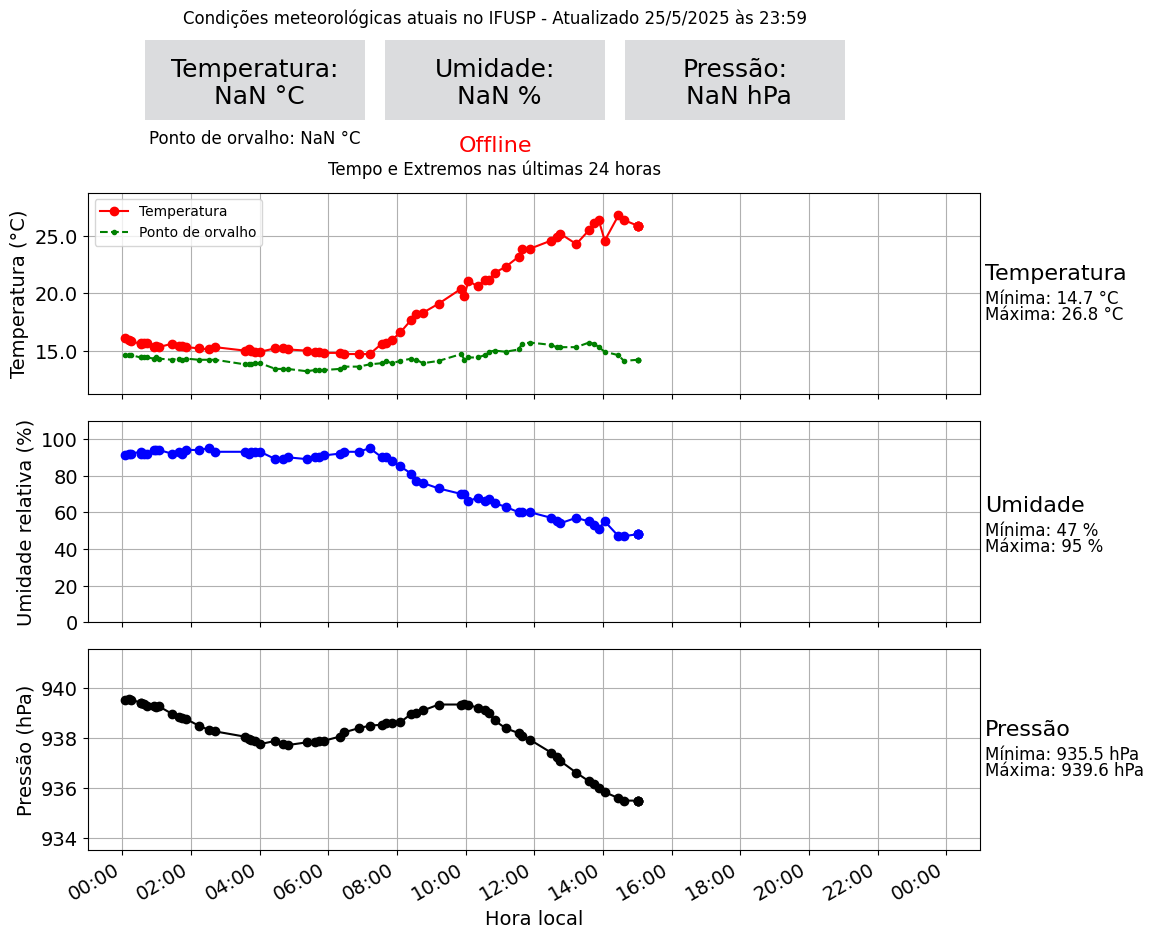 Condições meteorológicas atuais no IFUSP - Atualizado 25/5/2025 às 23:59
Temperatura:
NaN °C
Umidade:
NaN %
Pressão:
NaN hPa
Ponto de orvalho: NaN °C
Offline
Tempo e Extremos nas últimas 24 horas
Temperatura (°C)
25.0
20.0
15.0
Temperatura
Ponto de orvalho
Temperatura
Mínima: 14.7 °C
Máxima: 26.8 °C
Umidade relativa (%)
100
80
60
40
20
0
Umidade
Mínima: 47 %
Máxima: 95 %
Pressão (hPa)
940
938
936
934
Pressão
Mínima: 935.5 hPa
Máxima: 939.6 hPa
00:00 02:00 04:00 06:00 08:00 10:00 12:00 14:00 16:00 18:00 20:00 22:00 00:00
Hora local